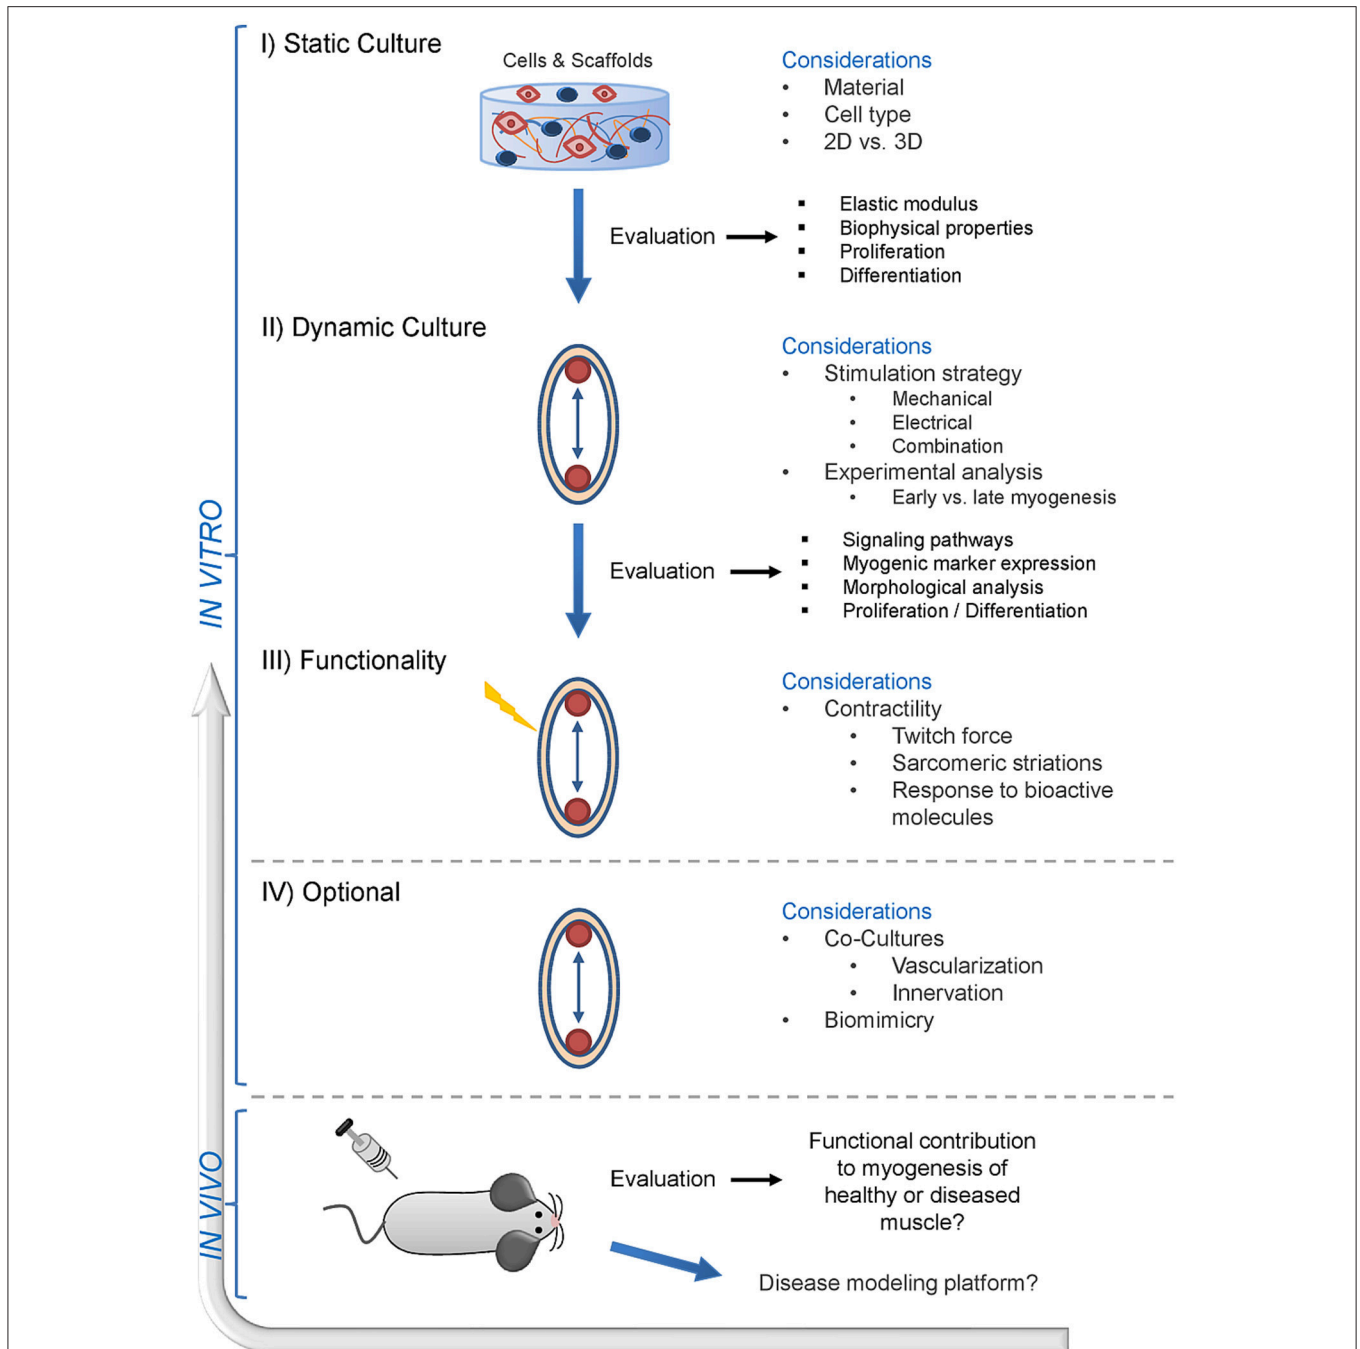 I) Static Culture
Cells & Scaffolds
Considerations
• Material
• Cell type
• 2D vs. 3D
Evaluation
▪ Elastic modulus
▪ Biophysical properties
▪ Proliferation
▪ Differentiation
II) Dynamic Culture
Considerations
• Stimulation strategy
• Mechanical
• Electrical
• Combination
• Experimental analysis
• Early vs. late myogenesis
Evaluation
▪ Signaling pathways
▪ Myogenic marker expression
▪ Morphological analysis
▪ Proliferation / Differentiation
IN VITRO
III) Functionality
Considerations
• Contractility
• Twitch force
• Sarcomeric striations
• Response to bioactive
molecules
IV) Optional
Considerations
• Co-Cultures
• Vascularization
• Innervation
• Biomimicry
IN VIVO
Evaluation
Functional contribution
to myogenesis of
healthy or diseased
muscle?
Disease modeling platform?